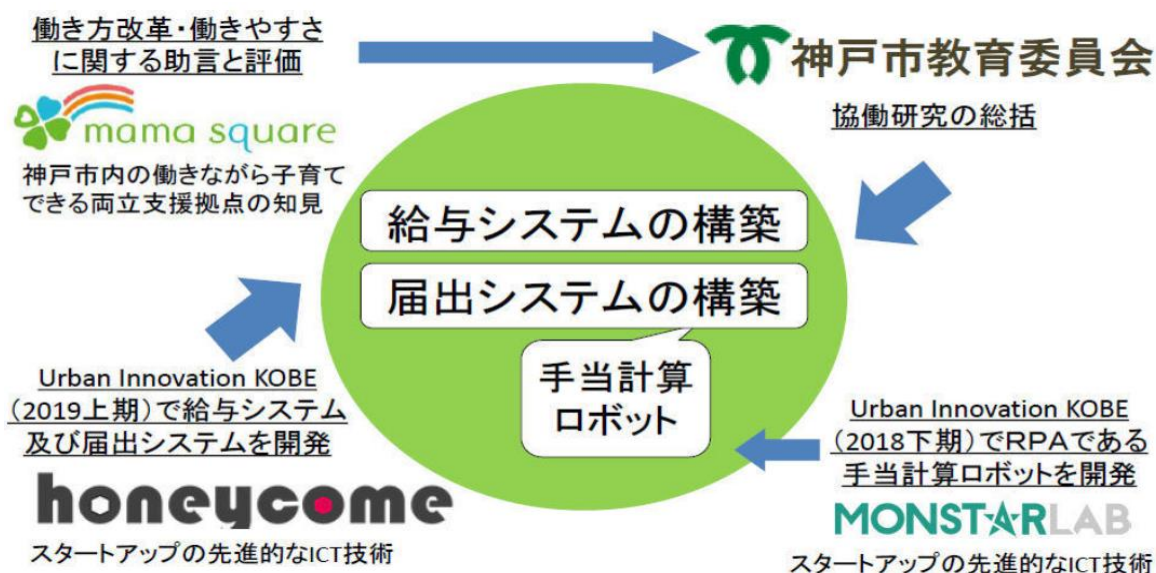 働き方改革・働きやすさ
に関する助言と評価
mama square
神戸市内の働きながら子育て
できる両立支援拠点の知見
神戸市教育委員会
協働研究の総括
給与システムの構築
届出システムの構築
手当計算
ロボット
Urban Innovation KOBE
（2019上期）で給与システム
及び届出システムを開発
honeycome
スタートアップの先進的なICT技術
Urban Innovation KOBE
（2018下期）でRPAである
手当計算ロボットを開発
MONSTARLAB
スタートアップの先進的なICT技術